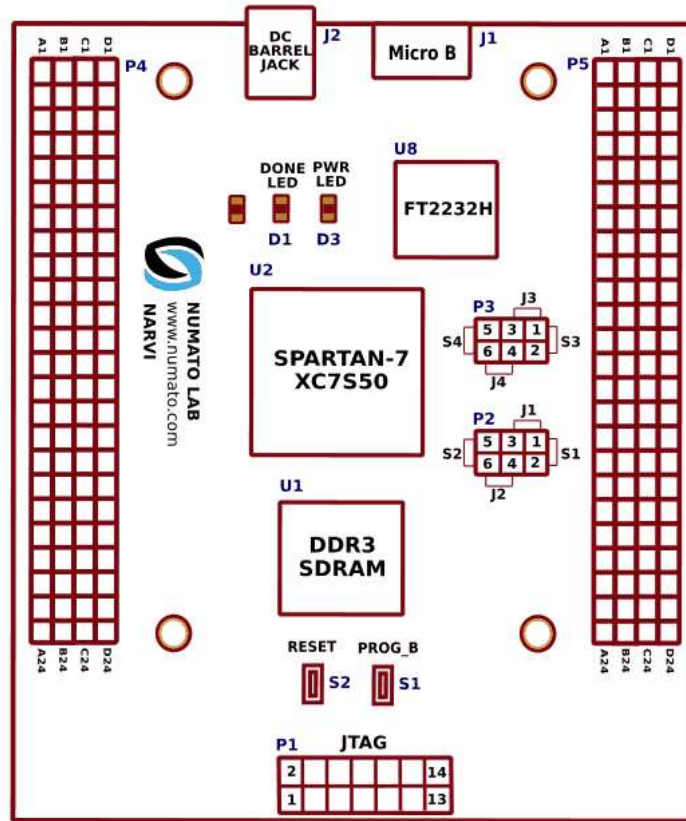 A1 B1 C1 D1
P4
DC
BARREL
JACK
J2
Micro B
J1
P5
A1 B1 C1 D1
U8
FT2232H
DONE
LED
PWR
LED
D1
D3
NUMATO LAB
www.numato.com
NARVI
U2
SPARTAN-7
XC7S50
J3
P3
S4
5 3 1
6 4 2
S3
J4
J1
P2
S2
5 3 1
6 4 2
S1
J2
U1
DDR3
SDRAM
A24 B24 C24 D24
A24 B24 C24 D24
RESET
PROG_B
S2
S1
P1
JTAG
2 14
1 13